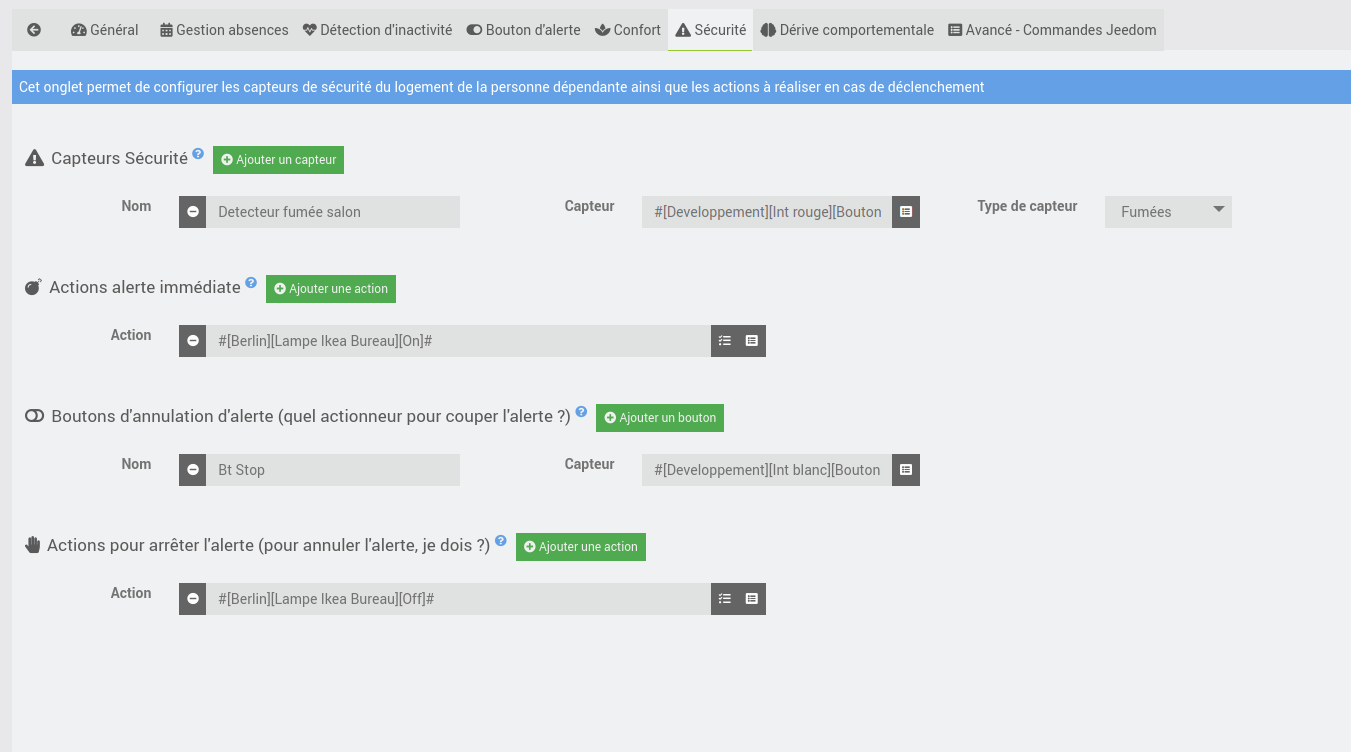 Général Gestion absences Détection d'inactivité Bouton d'alerte Confort Sécurité Dérive comportementale Avancé - Commandes Jeedom
Cet onglet permet de configurer les capteurs de sécurité du logement de la personne dépendante ainsi que les actions à réaliser en cas de déclenchement
Capteurs Sécurité ? Ajouter un capteur
Nom Detecteur fumée salon Capteur #[Developpement][Int rouge][Bouton Type de capteur Fumées
Actions alerte immédiate ? Ajouter une action
Action #[Berlin][Lampe Ikea Bureau][On]#
Boutons d'annulation d'alerte (quel actionneur pour couper l'alerte ?) ? Ajouter un bouton
Nom Bt Stop Capteur #[Developpement][Int blanc][Bouton
Actions pour arrêter l'alerte (pour annuler l'alerte, je dois ?) ? Ajouter une action
Action #[Berlin][Lampe Ikea Bureau][Off]#